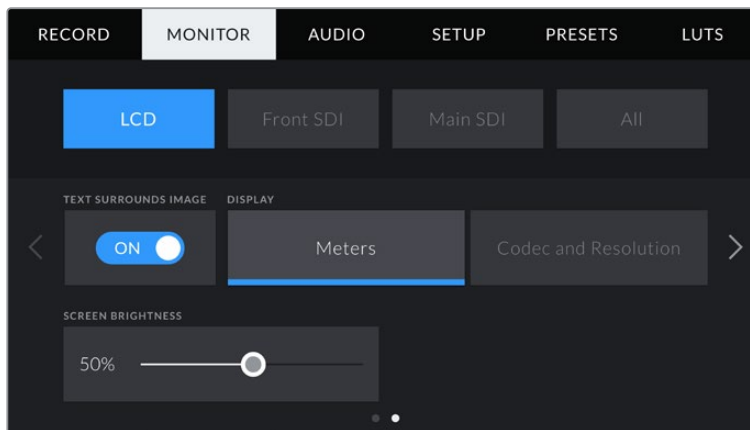 RECORD MONITOR AUDIO SETUP PRESETS LUTS
LCD Front SDI Main SDI All
TEXT SURROUNDS IMAGE DISPLAY
ON Meters Codec and Resolution
SCREEN BRIGHTNESS
50%